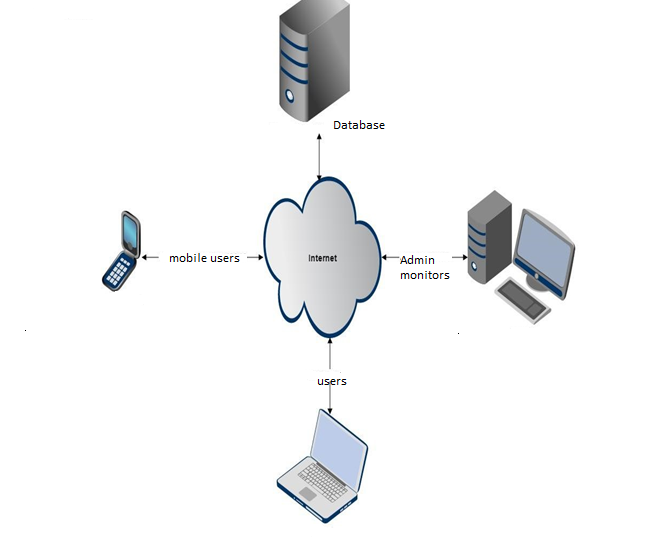 Database
mobile users
Internet
Admin
monitors
users